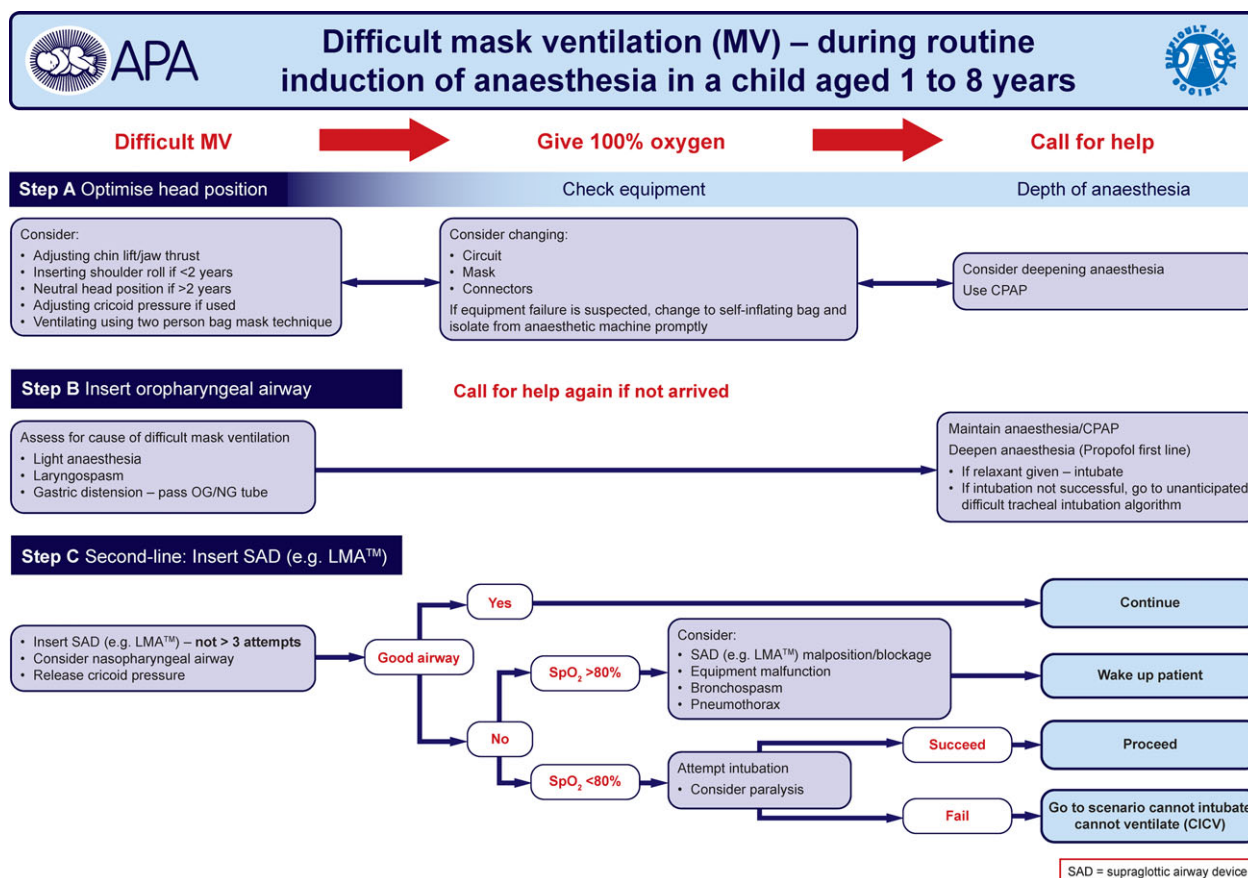 APA
Difficult mask ventilation (MV) – during routine
induction of anaesthesia in a child aged 1 to 8 years
DIFFICULT AIRWAY
DAS
SOCIETY
Difficult MV
Give 100% oxygen
Call for help
Step A Optimise head position
Check equipment
Depth of anaesthesia
Consider:
• Adjusting chin lift/jaw thrust
• Inserting shoulder roll if <2 years
• Neutral head position if >2 years
• Adjusting cricoid pressure if used
• Ventilating using two person bag mask technique
Consider changing:
• Circuit
• Mask
• Connectors
If equipment failure is suspected, change to self-inflating bag and
isolate from anaesthetic machine promptly
Consider deepening anaesthesia
Use CPAP
Step B Insert oropharyngeal airway
Call for help again if not arrived
Assess for cause of difficult mask ventilation
• Light anaesthesia
• Laryngospasm
• Gastric distension – pass OG/NG tube
Maintain anaesthesia/CPAP
Deepen anaesthesia (Propofol first line)
• If relaxant given – intubate
• If intubation not successful, go to unanticipated
difficult tracheal intubation algorithm
Step C Second-line: Insert SAD (e.g. LMA™)
• Insert SAD (e.g. LMA™) – not > 3 attempts
• Consider nasopharyngeal airway
• Release cricoid pressure
Good airway
Yes
Continue
No
SpO₂ >80%
Consider:
• SAD (e.g. LMA™) malposition/blockage
• Equipment malfunction
• Bronchospasm
• Pneumothorax
Wake up patient
SpO₂ <80%
Attempt intubation
• Consider paralysis
Succeed
Proceed
Fail
Go to scenario cannot intubate
cannot ventilate (CICV)
SAD = supraglottic airway device